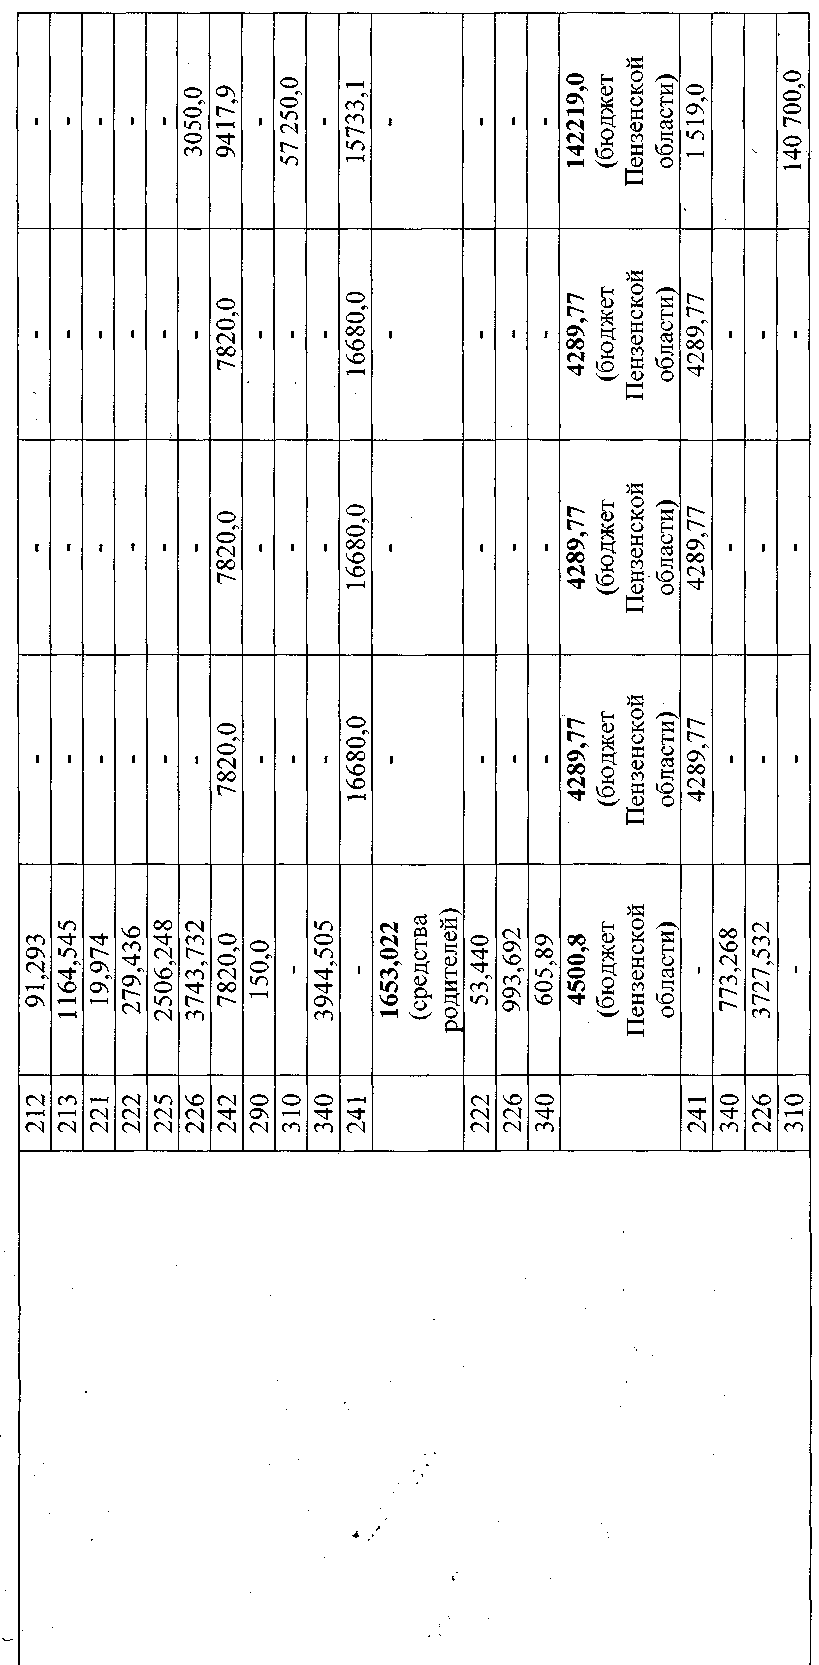 212 91,293 - - - -
213 1164,545 - - - -
221 19,974 - - - -
222 279,436 - - - -
225 2506,248 - - - -
226 3743,732 - - - 3050,0
242 7820,0 7820,0 7820,0 7820,0 9417,9
290 150,0 - - - -
310 - - - - 57 250,0
340 3944,505 - - - -
241 - 16680,0 16680,0 16680,0 15733,1
1653,022 - - - -
(средства
родителей)
222 53,440 - - - -
226 993,692 - - - -
340 605,89 - - - -
4500,8 4289,77 4289,77 4289,77 142219,0
(бюджет (бюджет (бюджет (бюджет (бюджет
Пензенской Пензенской Пензенской Пензенской Пензенской
области) области) области) области) области)
241 - 4289,77 4289,77 4289,77 1 519,0
340 773,268 - - -
226 3727,532 - - -
310 - - - - 140 700,0